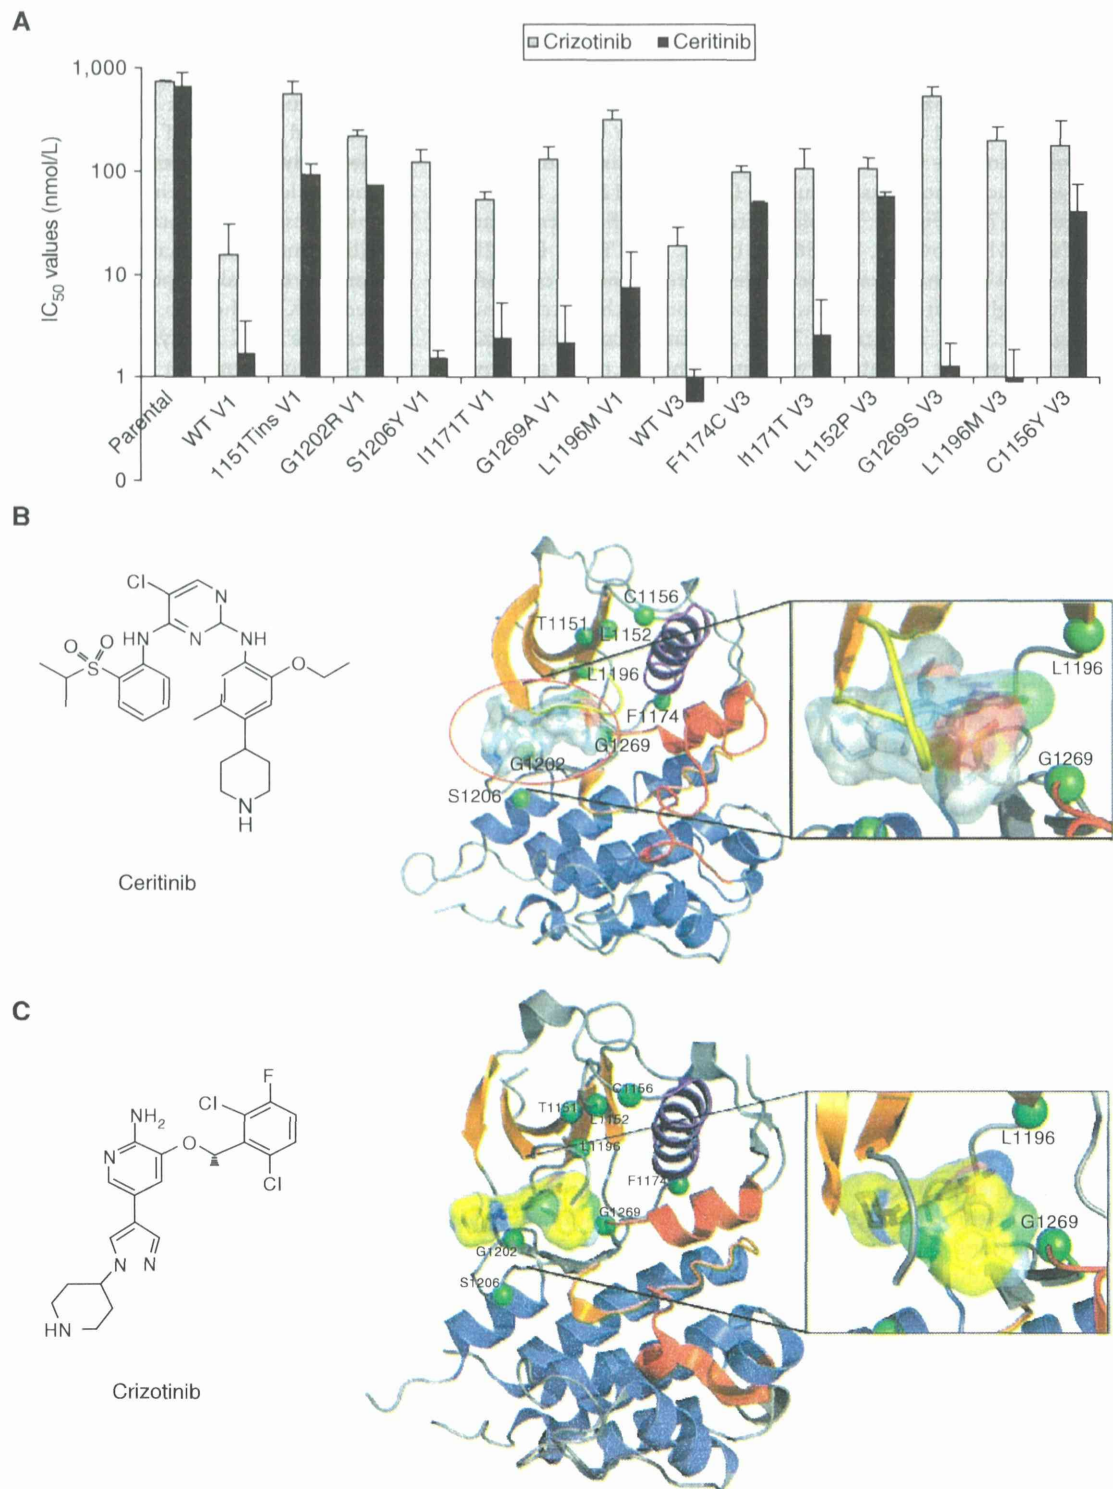 A
Crizotinib Ceritinib
1,000
100
10
1
0
IC50 values (nmol/L)
Parental
WT V1
1151Tins V1
G1202R V1
S1206Y V1
I1171T V1
G1269A V1
L1196M V1
WT V3
F1174C V3
I1171T V3
L1152P V3
G1269S V3
L1196M V3
C1156Y V3
B
Cl
N
HN
N
NH
O
O
S
O
N
H
Ceritinib
C1156
T1151
L1152
L1196
F1174
G1269
G1202
S1206
L1196
G1269
C
F
Cl
NH2
O
N
Cl
N
N
HN
Crizotinib
C1156
T1151
L1152
L1196
F1174
G1269
G1202
S1206
L1196
G1269